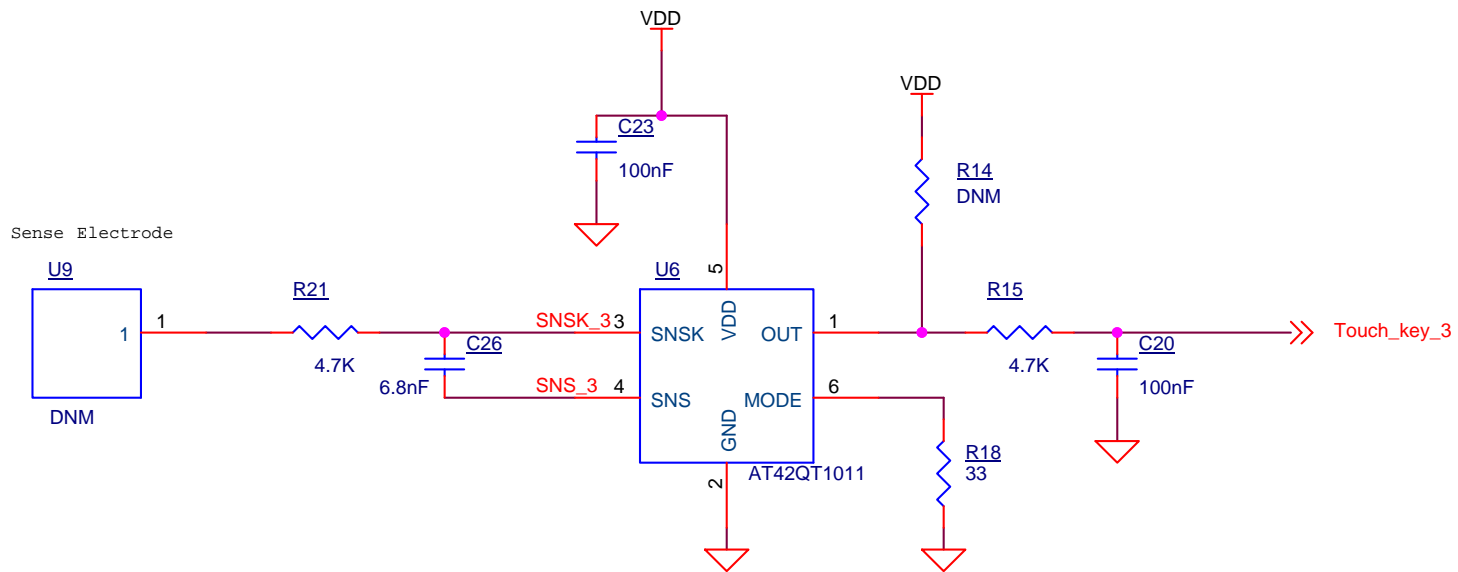 VDD
VDD
C23
100nF
R14
DNM
Sense Electrode
U9
1
1
DNM
R21
4.7K
C26
6.8nF
SNSK_3
3
SNS_3
4
U6
5
VDD
SNSK
OUT
SNS
MODE
GND
2
AT42QT1011
1
6
R15
4.7K
C20
100nF
Touch_key_3
R18
33